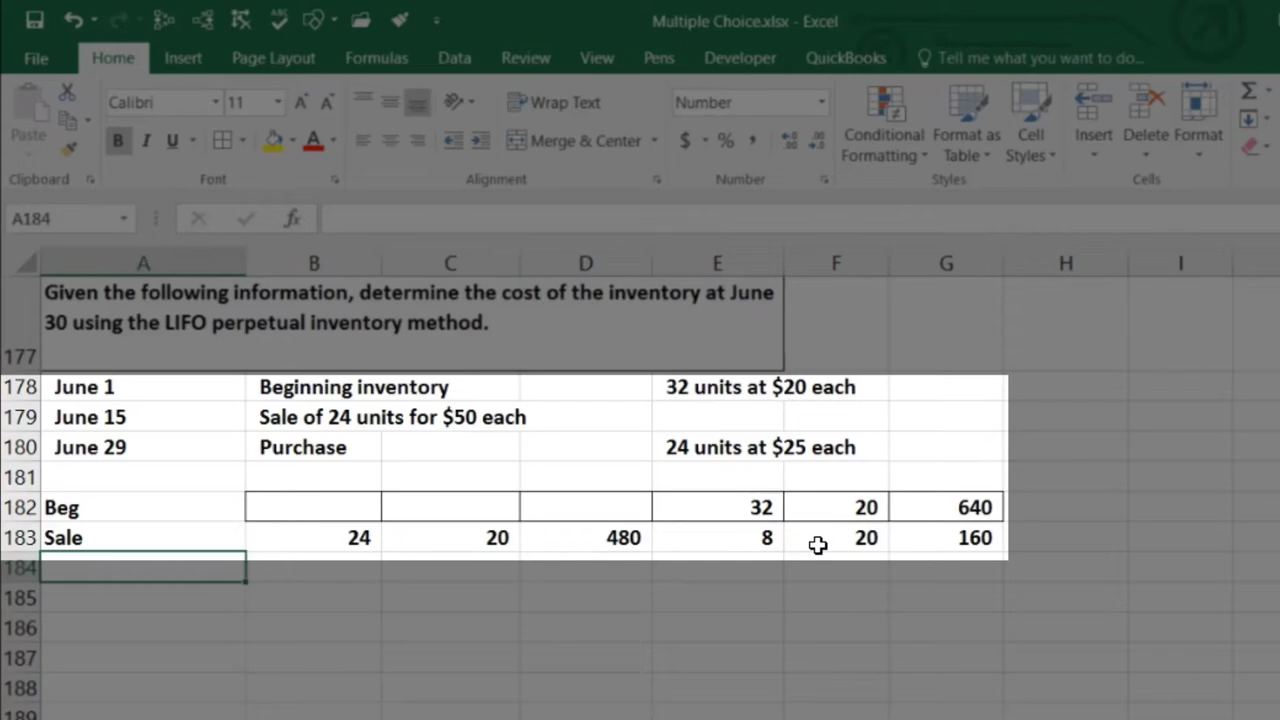 Multiple Choice.xlsx - Excel
File Home Insert Page Layout Formulas Data Review View Pens Developer QuickBooks Tell me what you want to do...
Calibri 11 A A Wrap Text Number
Paste B I U A Merge & Center $ % , Conditional Formatting Format as Table Cell Styles Insert Delete Format
Clipboard Font Alignment Number Styles Cells
A184 fx
A B C D E F G H I
Given the following information, determine the cost of the inventory at June
30 using the LIFO perpetual inventory method.
177
178 June 1 Beginning inventory 32 units at $20 each
179 June 15 Sale of 24 units for $50 each
180 June 29 Purchase 24 units at $25 each
181
182 Beg 32 20 640
183 Sale 24 20 480 8 20 160
184
185
186
187
188
189